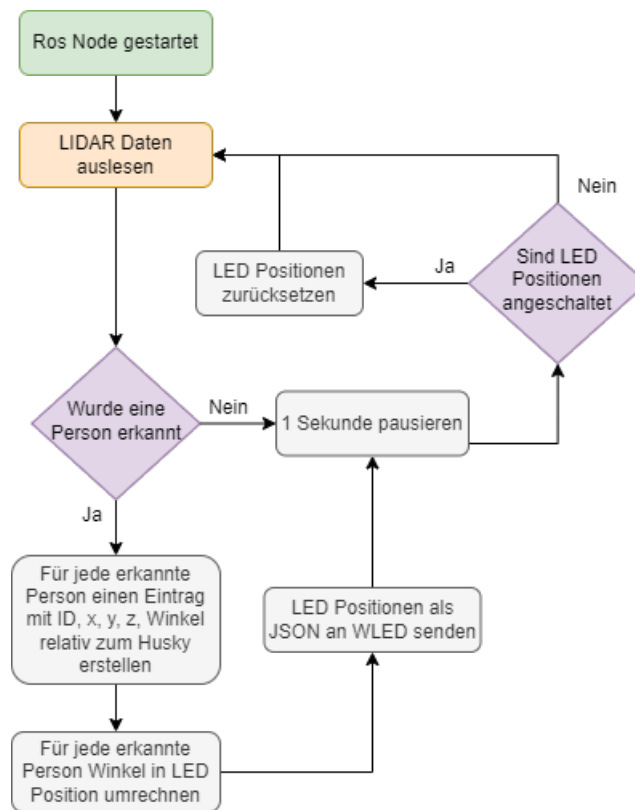 Ros Node gestartet
LIDAR Daten
auslesen
Nein
Sind LED
Positionen
angeschaltet
Ja
LED Positionen
zurücksetzen
Wurde eine
Person erkannt
Nein
1 Sekunde pausieren
Ja
Für jede erkannte
Person einen Eintrag
mit ID, x, y, z, Winkel
relativ zum Husky
erstellen
LED Positionen als
JSON an WLED senden
Für jede erkannte
Person Winkel in LED
Position umrechnen